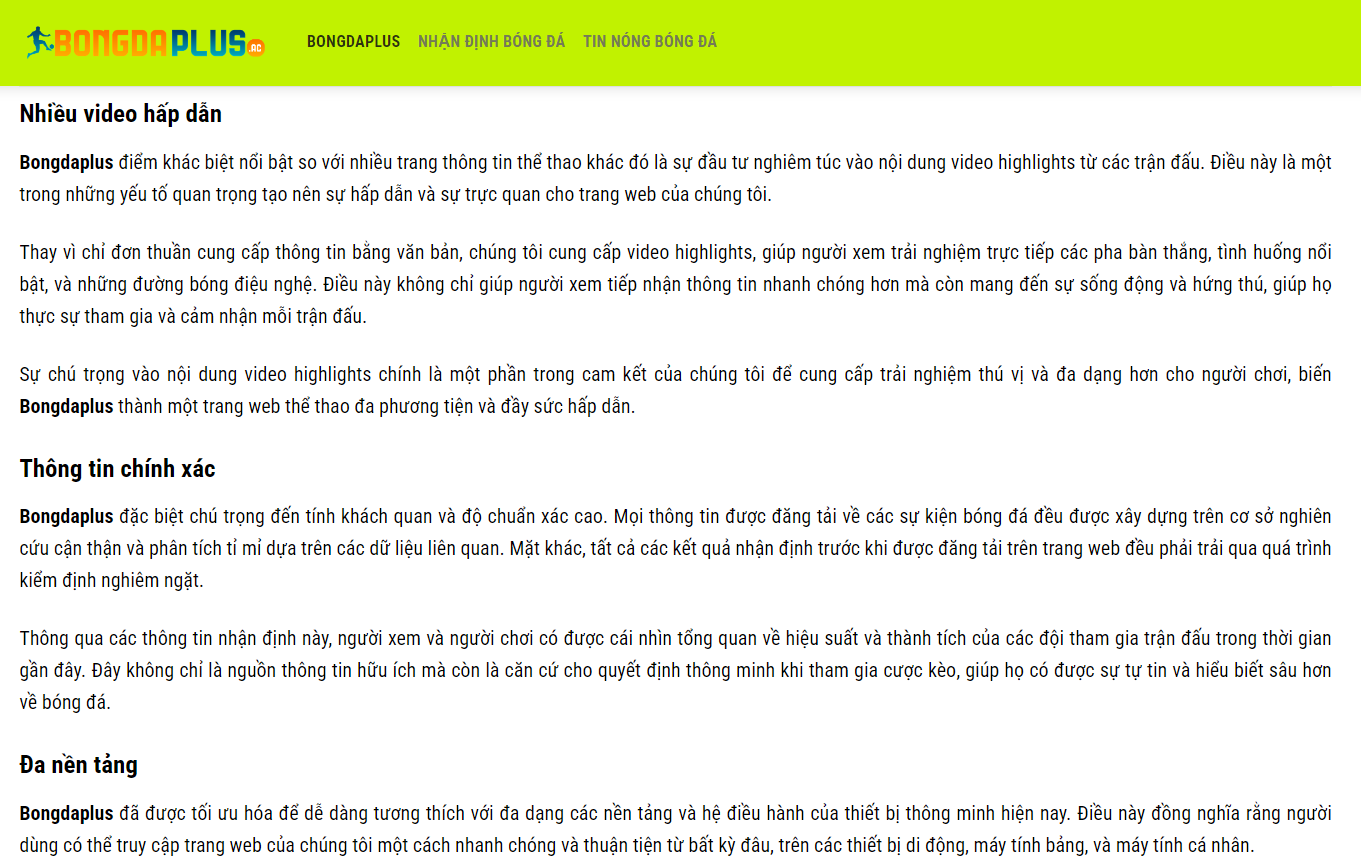 BONGDAPLUS.AC
BONGDAPLUS NHẬN ĐỊNH BÓNG ĐÁ TIN NÓNG BÓNG ĐÁ
Nhiều video hấp dẫn
Bongdaplus điểm khác biệt nổi bật so với nhiều trang thông tin thể thao khác đó là sự đầu tư nghiêm túc vào nội dung video highlights từ các trận đấu. Điều này là một
trong những yếu tố quan trọng tạo nên sự hấp dẫn và sự trực quan cho trang web của chúng tôi.
Thay vì chỉ đơn thuần cung cấp thông tin bằng văn bản, chúng tôi cung cấp video highlights, giúp người xem trải nghiệm trực tiếp các pha bàn thắng, tình huống nổi
bật, và những đường bóng điệu nghệ. Điều này không chỉ giúp người xem tiếp nhận thông tin nhanh chóng hơn mà còn mang đến sự sống động và hứng thú, giúp họ
thực sự tham gia và cảm nhận mỗi trận đấu.
Sự chú trọng vào nội dung video highlights chính là một phần trong cam kết của chúng tôi để cung cấp trải nghiệm thú vị và đa dạng hơn cho người chơi, biến
Bongdaplus thành một trang web thể thao đa phương tiện và đầy sức hấp dẫn.
Thông tin chính xác
Bongdaplus đặc biệt chú trọng đến tính khách quan và độ chuẩn xác cao. Mọi thông tin được đăng tải về các sự kiện bóng đá đều được xây dựng trên cơ sở nghiên
cứu cận thận và phân tích tỉ mỉ dựa trên các dữ liệu liên quan. Mặt khác, tất cả các kết quả nhận định trước khi được đăng tải trên trang web đều phải trải qua quá trình
kiểm định nghiêm ngặt.
Thông qua các thông tin nhận định này, người xem và người chơi có được cái nhìn tổng quan về hiệu suất và thành tích của các đội tham gia trận đấu trong thời gian
gần đây. Đây không chỉ là nguồn thông tin hữu ích mà còn là căn cứ cho quyết định thông minh khi tham gia cược kèo, giúp họ có được sự tự tin và hiểu biết sâu hơn
về bóng đá.
Đa nền tảng
Bongdaplus đã được tối ưu hóa để dễ dàng tương thích với đa dạng các nền tảng và hệ điều hành của thiết bị thông minh hiện nay. Điều này đồng nghĩa rằng người
dùng có thể truy cập trang web của chúng tôi một cách nhanh chóng và thuận tiện từ bất kỳ đâu, trên các thiết bị di động, máy tính bảng, và máy tính cá nhân.